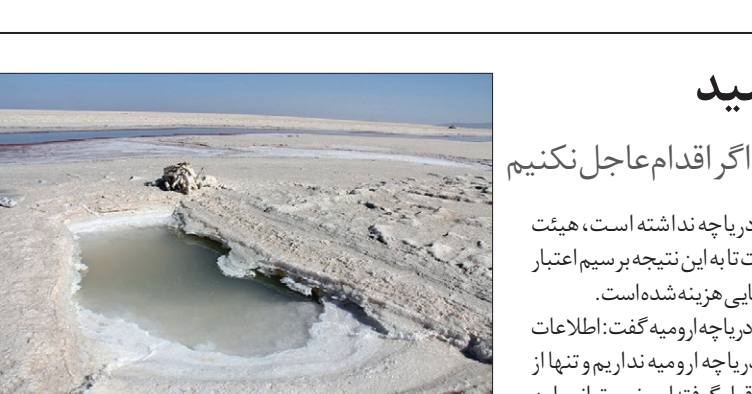 اگر اقدام عاجل نکنیم
دریاچه نداشته است، هیئت
تا به این نتیجه برسیم اعتبار
هزینه شده است.
دریاچه ارومیه گفت: اطلاعات
دریاچه ارومیه نداریم و تنها از